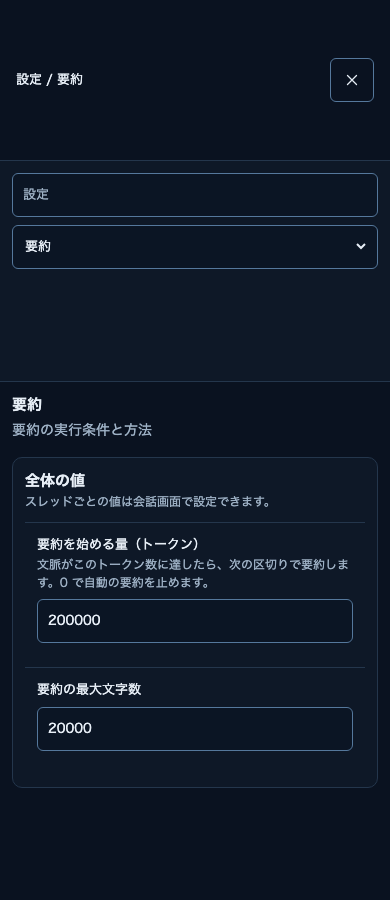 設定 / 要約
設定
要約
要約
要約の実行条件と方法
全体の値
スレッドごとの値は会話画面で設定できます。
要約を始める量（トークン）
文脈がこのトークン数に達したら、次の区切りで要約しま
す。0 で自動の要約を止めます。
200000
要約の最大文字数
20000